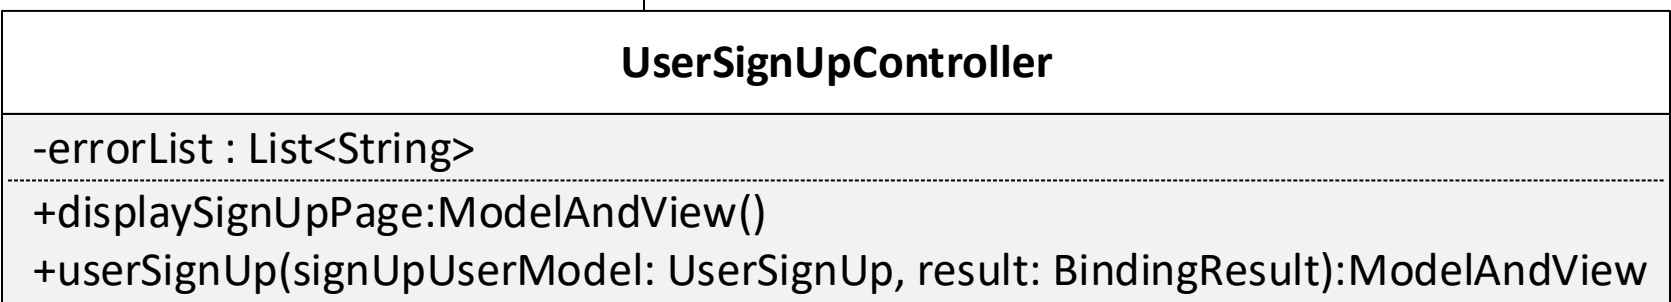 UserSignUpController
-errorList : List<String>
+displaySignUpPage:ModelAndView()
+userSignUp(signUpUserModel: UserSignUp, result: BindingResult):ModelAndView